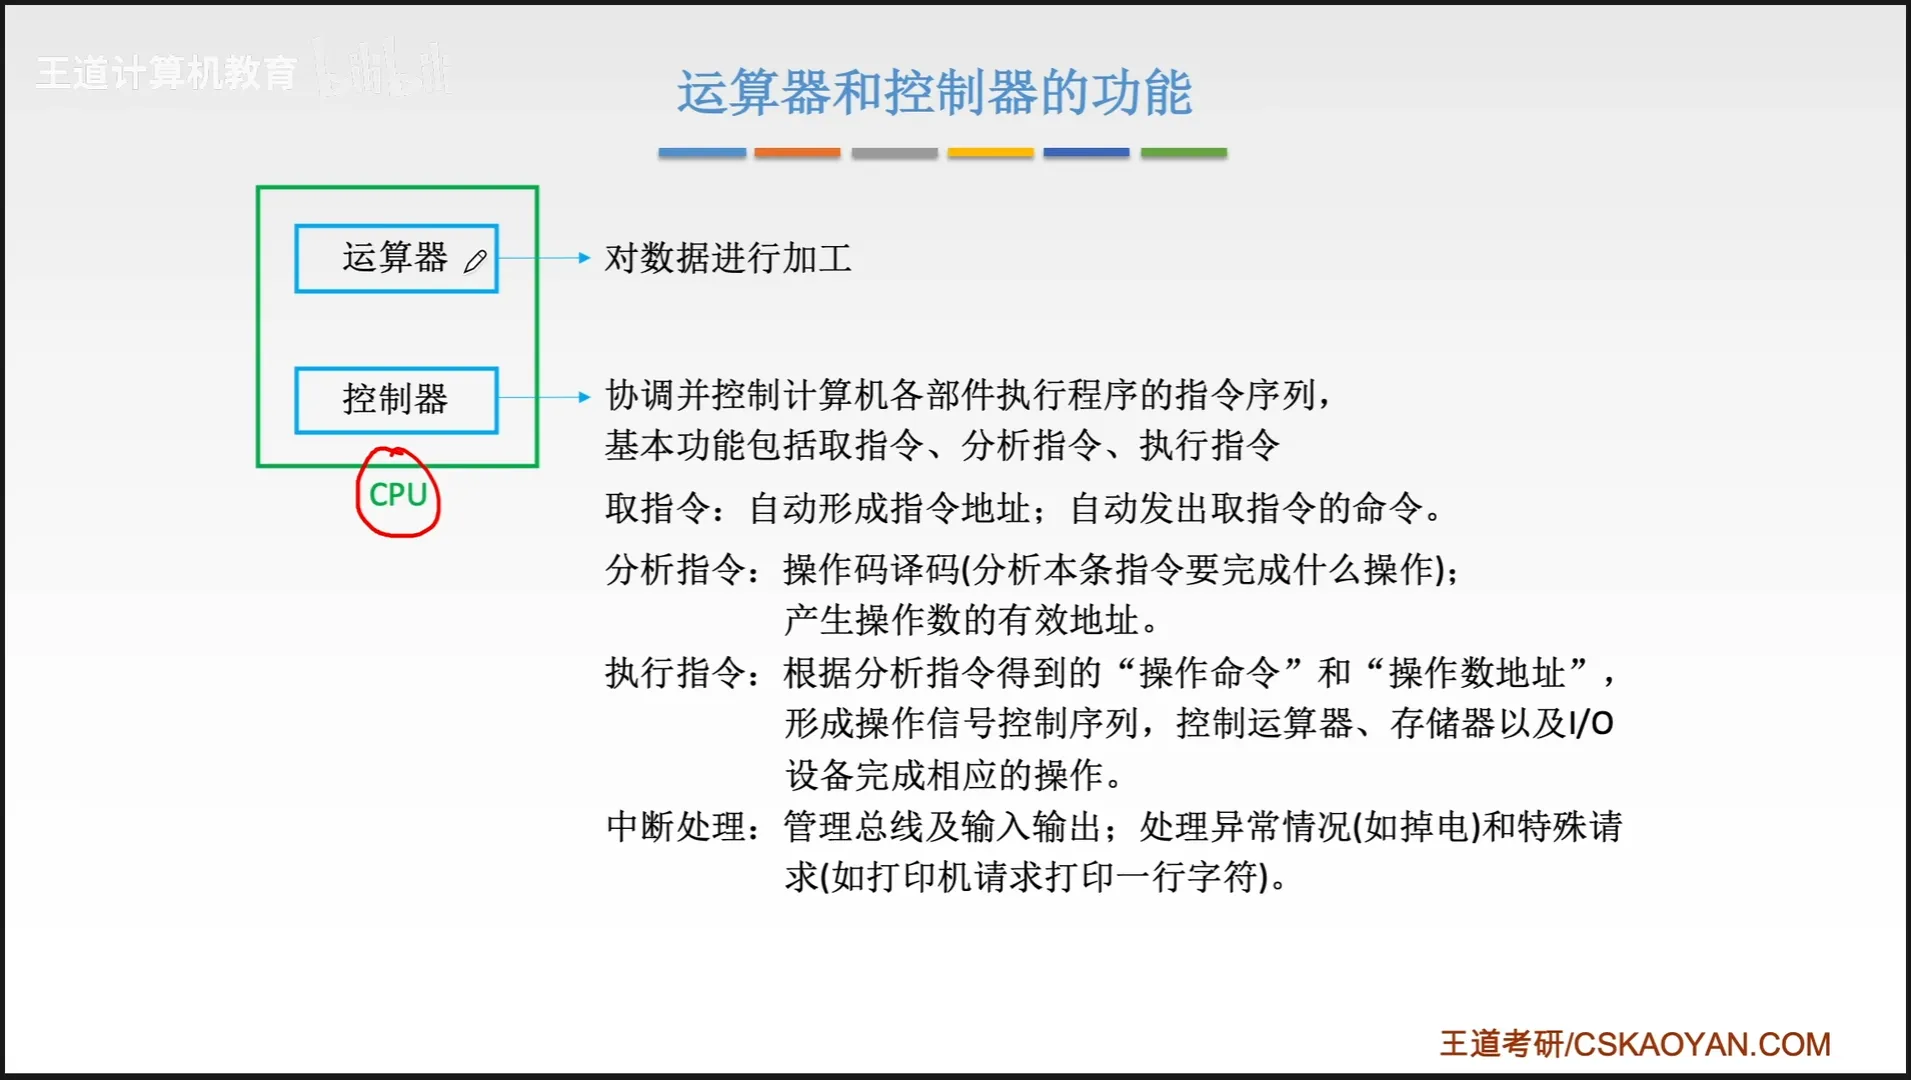 王道计算机教育 bilibili
运算器和控制器的功能
运算器
对数据进行加工
控制器
协调并控制计算机各部件执行程序的指令序列，
基本功能包括取指令、分析指令、执行指令
CPU
取指令：自动形成指令地址；自动发出取指令的命令。
分析指令：操作码译码(分析本条指令要完成什么操作)；
产生操作数的有效地址。
执行指令：根据分析指令得到的“操作命令”和“操作数地址”，
形成操作信号控制序列，控制运算器、存储器以及I/O
设备完成相应的操作。
中断处理：管理总线及输入输出；处理异常情况(如掉电)和特殊请
求(如打印机请求打印一行字符)。
王道考研/CSKAOYAN.COM